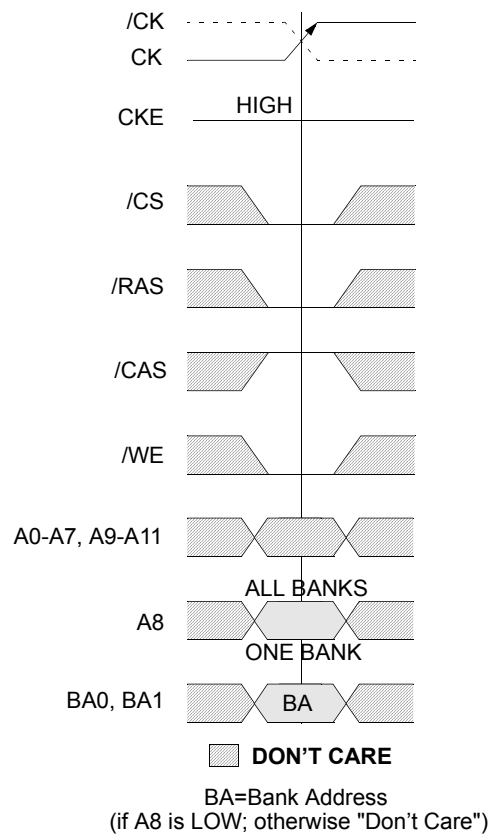 /CK
CK
CKE HIGH
/CS
/RAS
/CAS
/WE
A0-A7, A9-A11
ALL BANKS
A8
ONE BANK
BA0, BA1 BA
DON'T CARE
BA=Bank Address
(if A8 is LOW; otherwise "Don't Care")